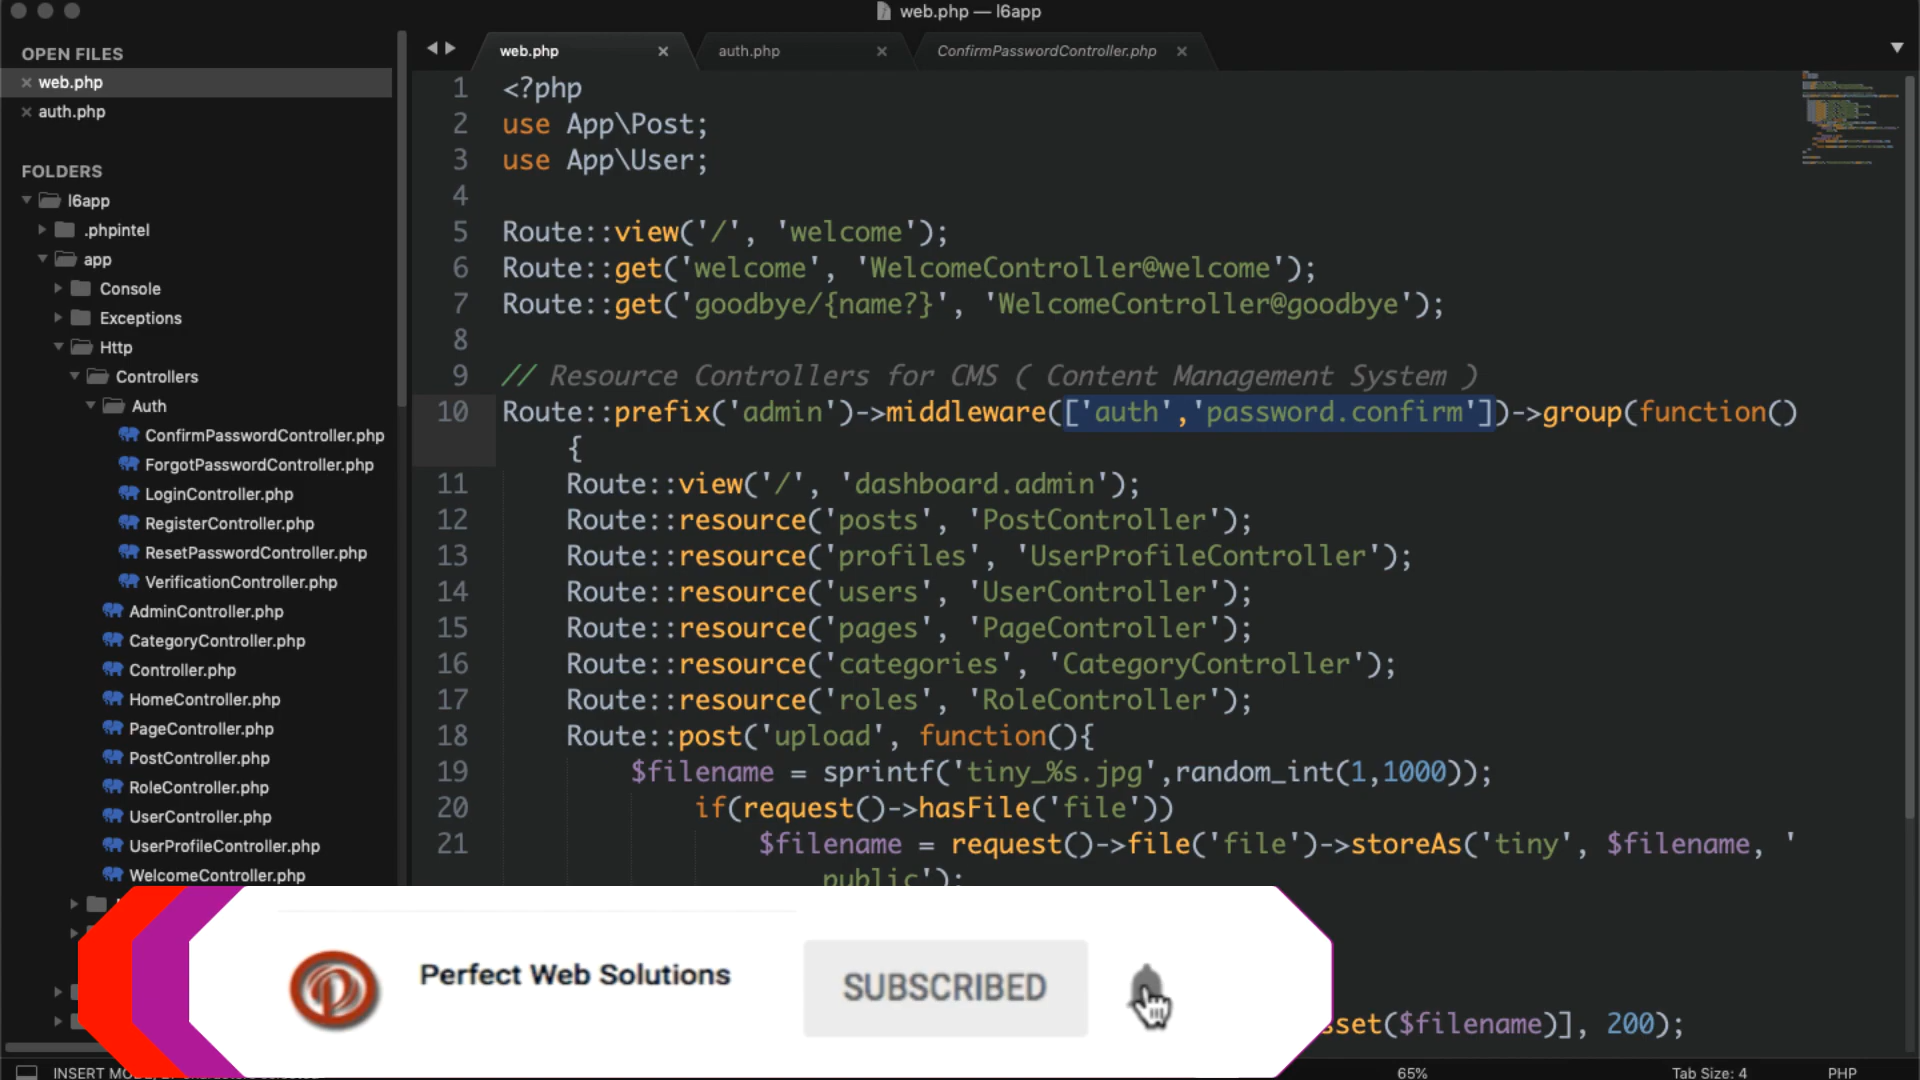 web.php — l6app
OPEN FILES
web.php
auth.php
FOLDERS
l6app
.phpintel
app
Console
Exceptions
Http
Controllers
Auth
ConfirmPasswordController.php
ForgotPasswordController.php
LoginController.php
RegisterController.php
ResetPasswordController.php
VerificationController.php
AdminController.php
CategoryController.php
Controller.php
HomeController.php
PageController.php
PostController.php
RoleController.php
UserController.php
UserProfileController.php
WelcomeController.php
web.php
auth.php
ConfirmPasswordController.php
1 <?php
2 use App\Post;
3 use App\User;
4
5 Route::view('/', 'welcome');
6 Route::get('welcome', 'WelcomeController@welcome');
7 Route::get('goodbye/{name?}', 'WelcomeController@goodbye');
8
9 // Resource Controllers for CMS ( Content Management System )
10 Route::prefix('admin')->middleware(['auth','password.confirm'])->group(function()
{
11 Route::view('/', 'dashboard.admin');
12 Route::resource('posts', 'PostController');
13 Route::resource('profiles', 'UserProfileController');
14 Route::resource('users', 'UserController');
15 Route::resource('pages', 'PageController');
16 Route::resource('categories', 'CategoryController');
17 Route::resource('roles', 'RoleController');
18 Route::post('upload', function(){
19 $filename = sprintf('tiny_%s.jpg',random_int(1,1000));
20 if(request()->hasFile('file'))
21 $filename = request()->file('file')->storeAs('tiny', $filename, '
public');
sset($filename)], 200);
Perfect Web Solutions
SUBSCRIBED
INSERT MO
65%
Tab Size: 4
PHP